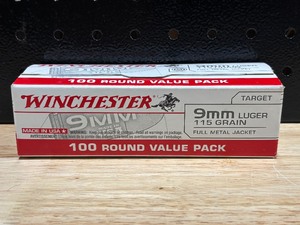 100 ROUND VALUE PACK
WINCHESTER
TARGET
9mm LUGER
115 GRAIN
FULL METAL JACKET
9MM
MADE IN USA
100 ROUND VALUE PACK